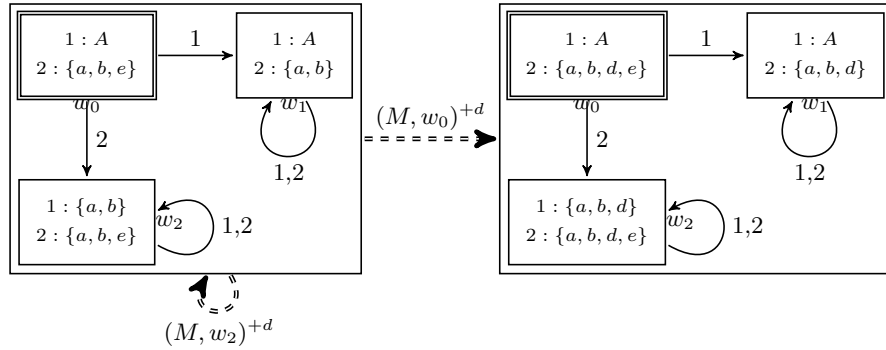 1 : A
2 : {a, b, e}
w₀
1
1 : A
2 : {a, b}
w₁
1,2
2
1 : {a, b}
2 : {a, b, e}
w₂
1,2
(M, w₂)⁺ᵈ
(M, w₀)⁺ᵈ
1 : A
2 : {a, b, d, e}
w₀
1
1 : A
2 : {a, b, d}
w₁
1,2
2
1 : {a, b, d}
2 : {a, b, d, e}
w₂
1,2